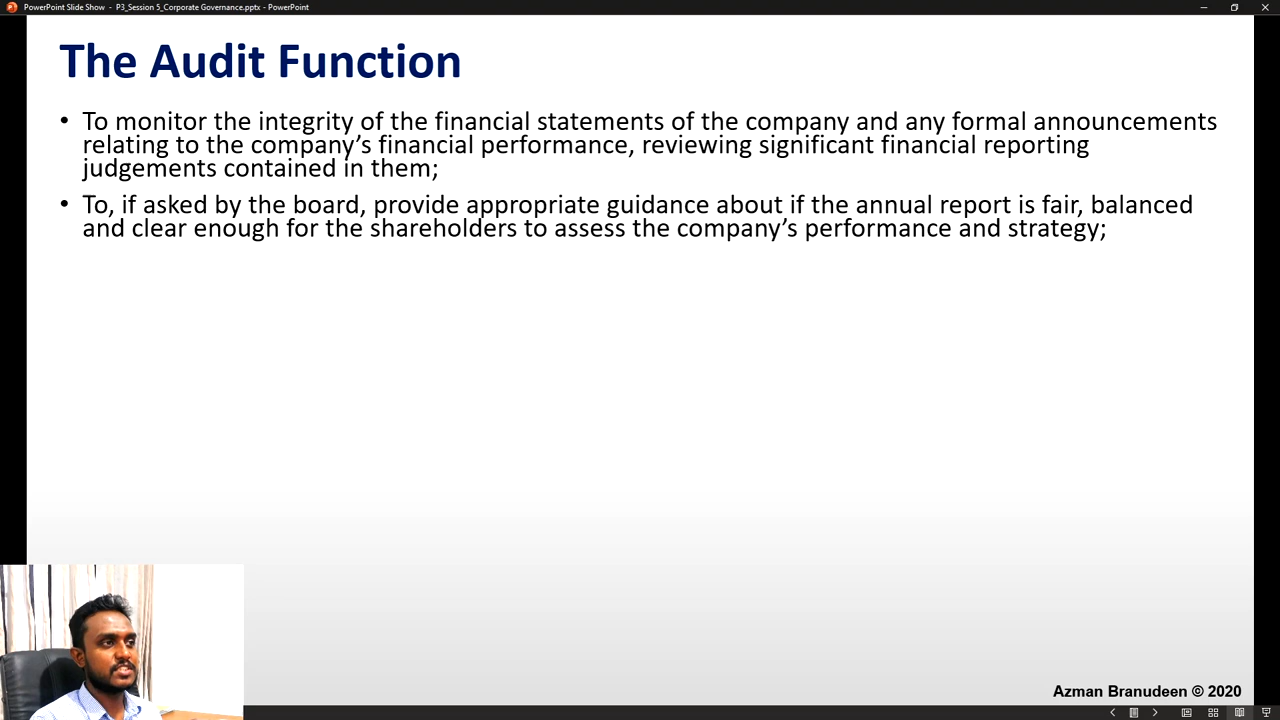 PowerPoint Slide Show - P3_Session 5_Corporate Governance.pptx - PowerPoint
The Audit Function
• To monitor the integrity of the financial statements of the company and any formal announcements
relating to the company’s financial performance, reviewing significant financial reporting
judgements contained in them;
• To, if asked by the board, provide appropriate guidance about if the annual report is fair, balanced
and clear enough for the shareholders to assess the company’s performance and strategy;
Azman Branudeen © 2020